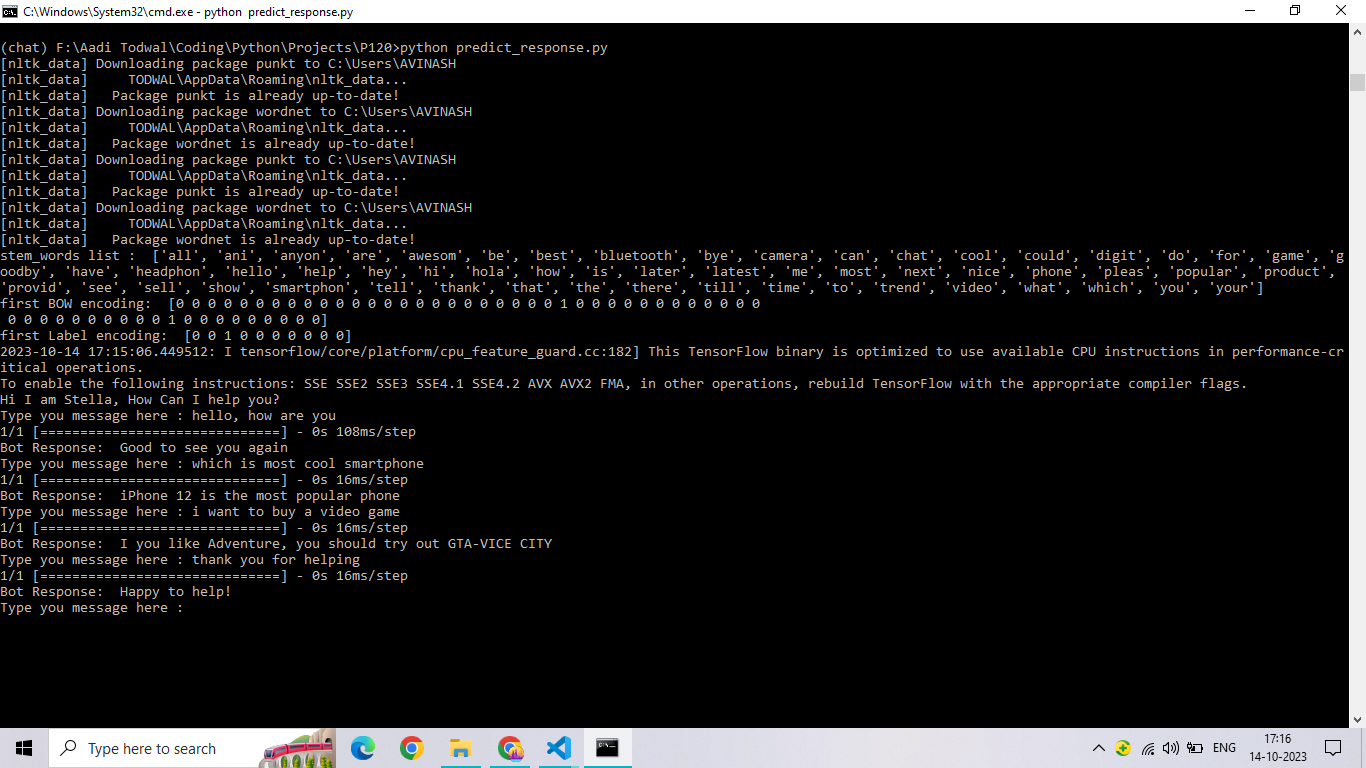 C:\Windows\System32\cmd.exe - python  predict_response.py
(chat) F:\Aadi Todwal\Coding\Python\Projects\P120>python predict_response.py
[nltk_data] Downloading package punkt to C:\Users\AVINASH
[nltk_data]     TODWAL\AppData\Roaming\nltk_data...
[nltk_data]   Package punkt is already up-to-date!
[nltk_data] Downloading package wordnet to C:\Users\AVINASH
[nltk_data]     TODWAL\AppData\Roaming\nltk_data...
[nltk_data]   Package wordnet is already up-to-date!
[nltk_data] Downloading package punkt to C:\Users\AVINASH
[nltk_data]     TODWAL\AppData\Roaming\nltk_data...
[nltk_data]   Package punkt is already up-to-date!
[nltk_data] Downloading package wordnet to C:\Users\AVINASH
[nltk_data]     TODWAL\AppData\Roaming\nltk_data...
[nltk_data]   Package wordnet is already up-to-date!
stem_words list :  ['all', 'ani', 'anyon', 'are', 'awesom', 'be', 'best', 'bluetooth', 'bye', 'camera', 'can', 'chat', 'cool', 'could', 'digit', 'do', 'for', 'game', 'g
oodby', 'have', 'headphon', 'hello', 'help', 'hey', 'hi', 'hola', 'how', 'is', 'later', 'latest', 'me', 'most', 'next', 'nice', 'phone', 'pleas', 'popular', 'product',
'provid', 'see', 'sell', 'show', 'smartphon', 'tell', 'thank', 'that', 'the', 'there', 'till', 'time', 'to', 'trend', 'video', 'what', 'which', 'you', 'your']
first BOW encoding:  [0 0 0 0 0 0 0 0 0 0 0 0 0 0 0 0 0 0 0 0 0 0 0 0 1 0 0 0 0 0 0 0 0 0 0 0 0
 0 0 0 0 0 0 0 0 0 0 1 0 0 0 0 0 0 0 0 0]
first Label encoding:  [0 0 1 0 0 0 0 0 0 0]
2023-10-14 17:15:06.449512: I tensorflow/core/platform/cpu_feature_guard.cc:182] This TensorFlow binary is optimized to use available CPU instructions in performance-cr
itical operations.
To enable the following instructions: SSE SSE2 SSE3 SSE4.1 SSE4.2 AVX AVX2 FMA, in other operations, rebuild TensorFlow with the appropriate compiler flags.
Hi I am Stella, How Can I help you?
Type you message here : hello, how are you
1/1 [==============================] - 0s 108ms/step
Bot Response:  Good to see you again
Type you message here : which is most cool smartphone
1/1 [==============================] - 0s 16ms/step
Bot Response:  iPhone 12 is the most popular phone
Type you message here : i want to buy a video game
1/1 [==============================] - 0s 16ms/step
Bot Response:  I you like Adventure, you should try out GTA-VICE CITY
Type you message here : thank you for helping
1/1 [==============================] - 0s 16ms/step
Bot Response:  Happy to help!
Type you message here :
Type here to search
ENG
17:16
14-10-2023